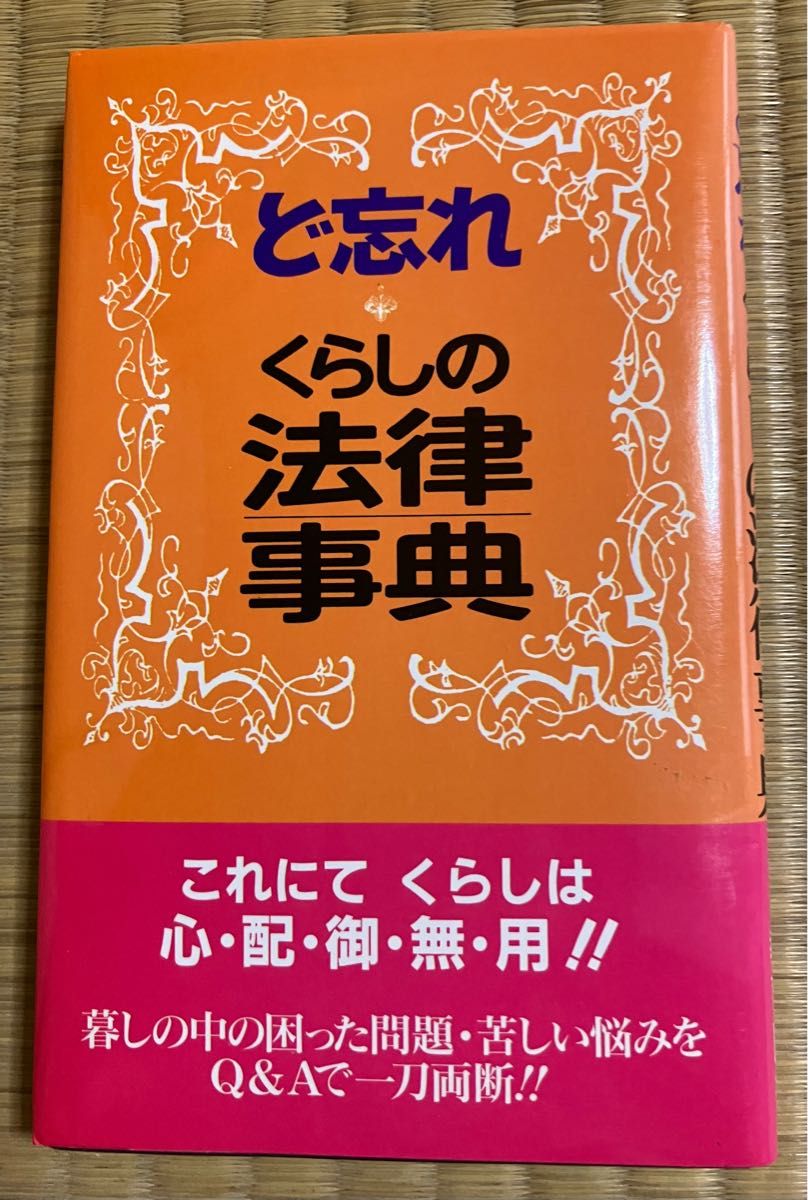 ど忘れ
くらしの
法律
事典
これにて くらしは
心・配・御・無・用!!
暮しの中の困った問題・苦しい悩みを
Q&Aで一刀両断!!